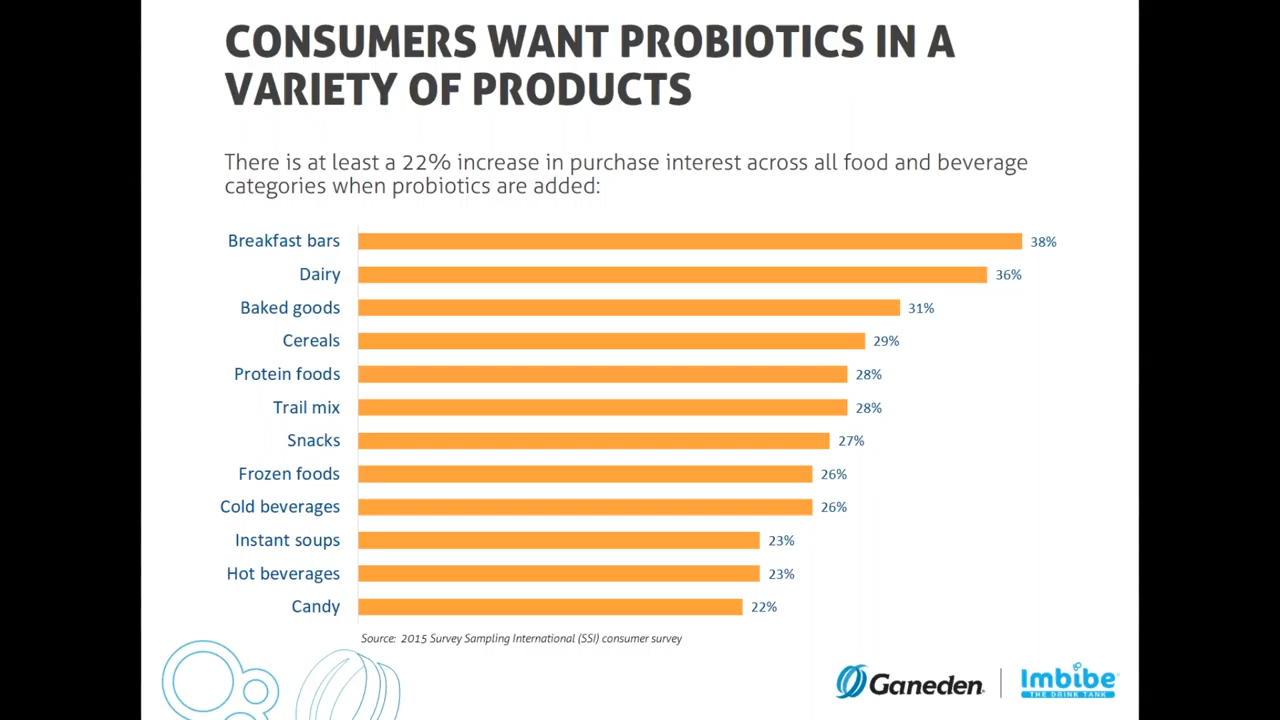 CONSUMERS WANT PROBIOTICS IN A
VARIETY OF PRODUCTS
There is at least a 22% increase in purchase interest across all food and beverage
categories when probiotics are added:
Breakfast bars 38%
Dairy 36%
Baked goods 31%
Cereals 29%
Protein foods 28%
Trail mix 28%
Snacks 27%
Frozen foods 26%
Cold beverages 26%
Instant soups 23%
Hot beverages 23%
Candy 22%
Source: 2015 Survey Sampling International (SSI) consumer survey
Ganeden
Imbibe
THE DRINK TANK